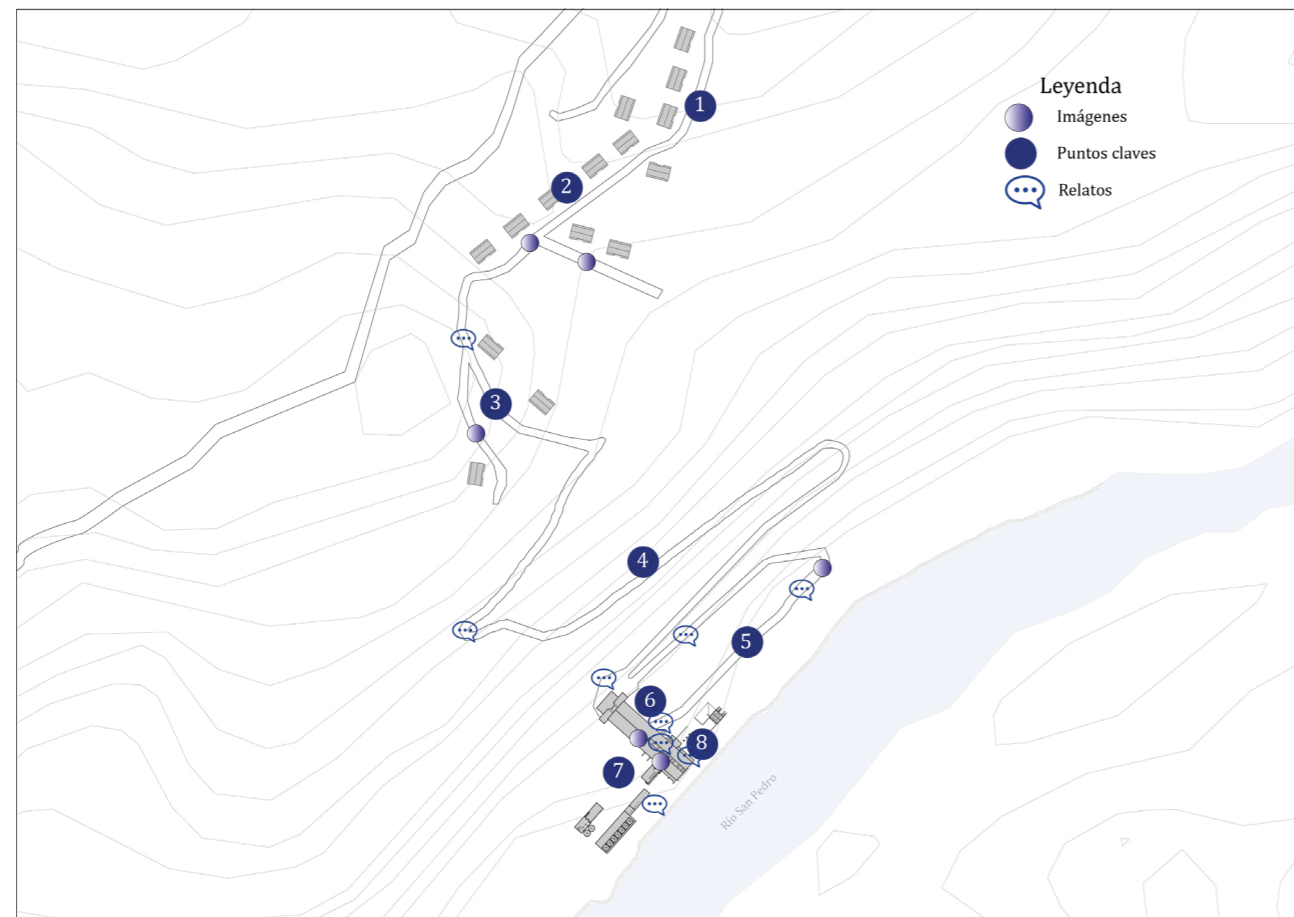 Leyenda
Imágenes
Puntos claves
Relatos
1
2
3
4
5
6
7
8
Río San Pedro